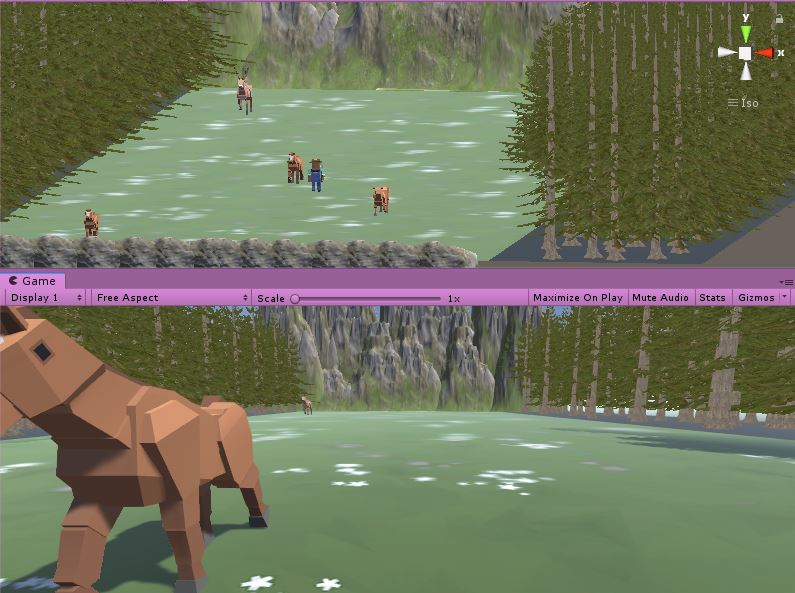 y
x
Iso
Game
Display 1 Free Aspect Scale 1x Maximize On Play Mute Audio Stats Gizmos